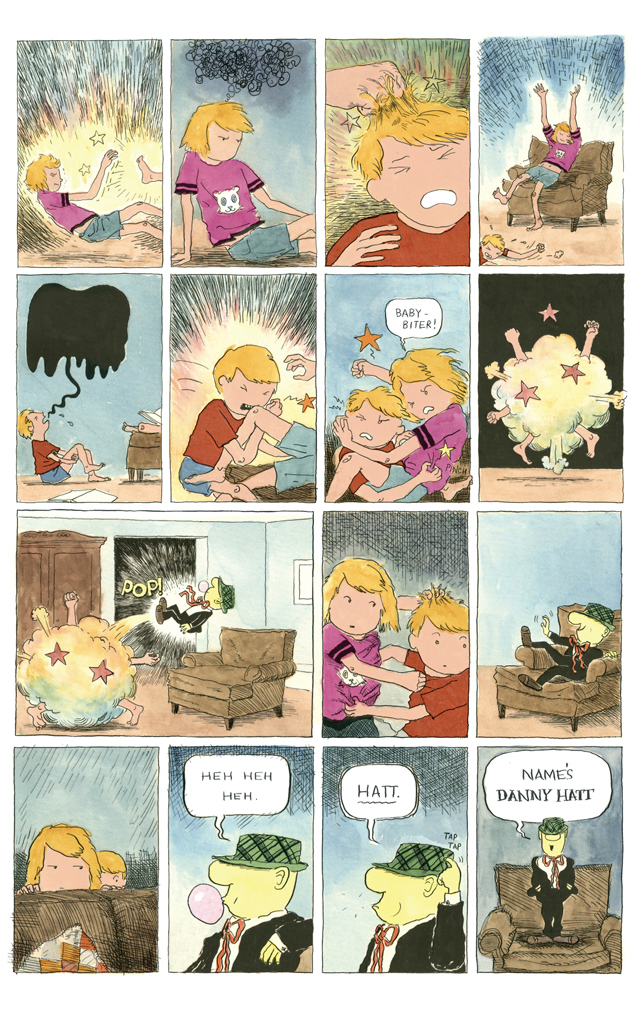 BABY-
BITER!
PINCH
POP!
HEH HEH
HEH.
HATT.
TAP
TAP
NAME'S
DANNY HATT